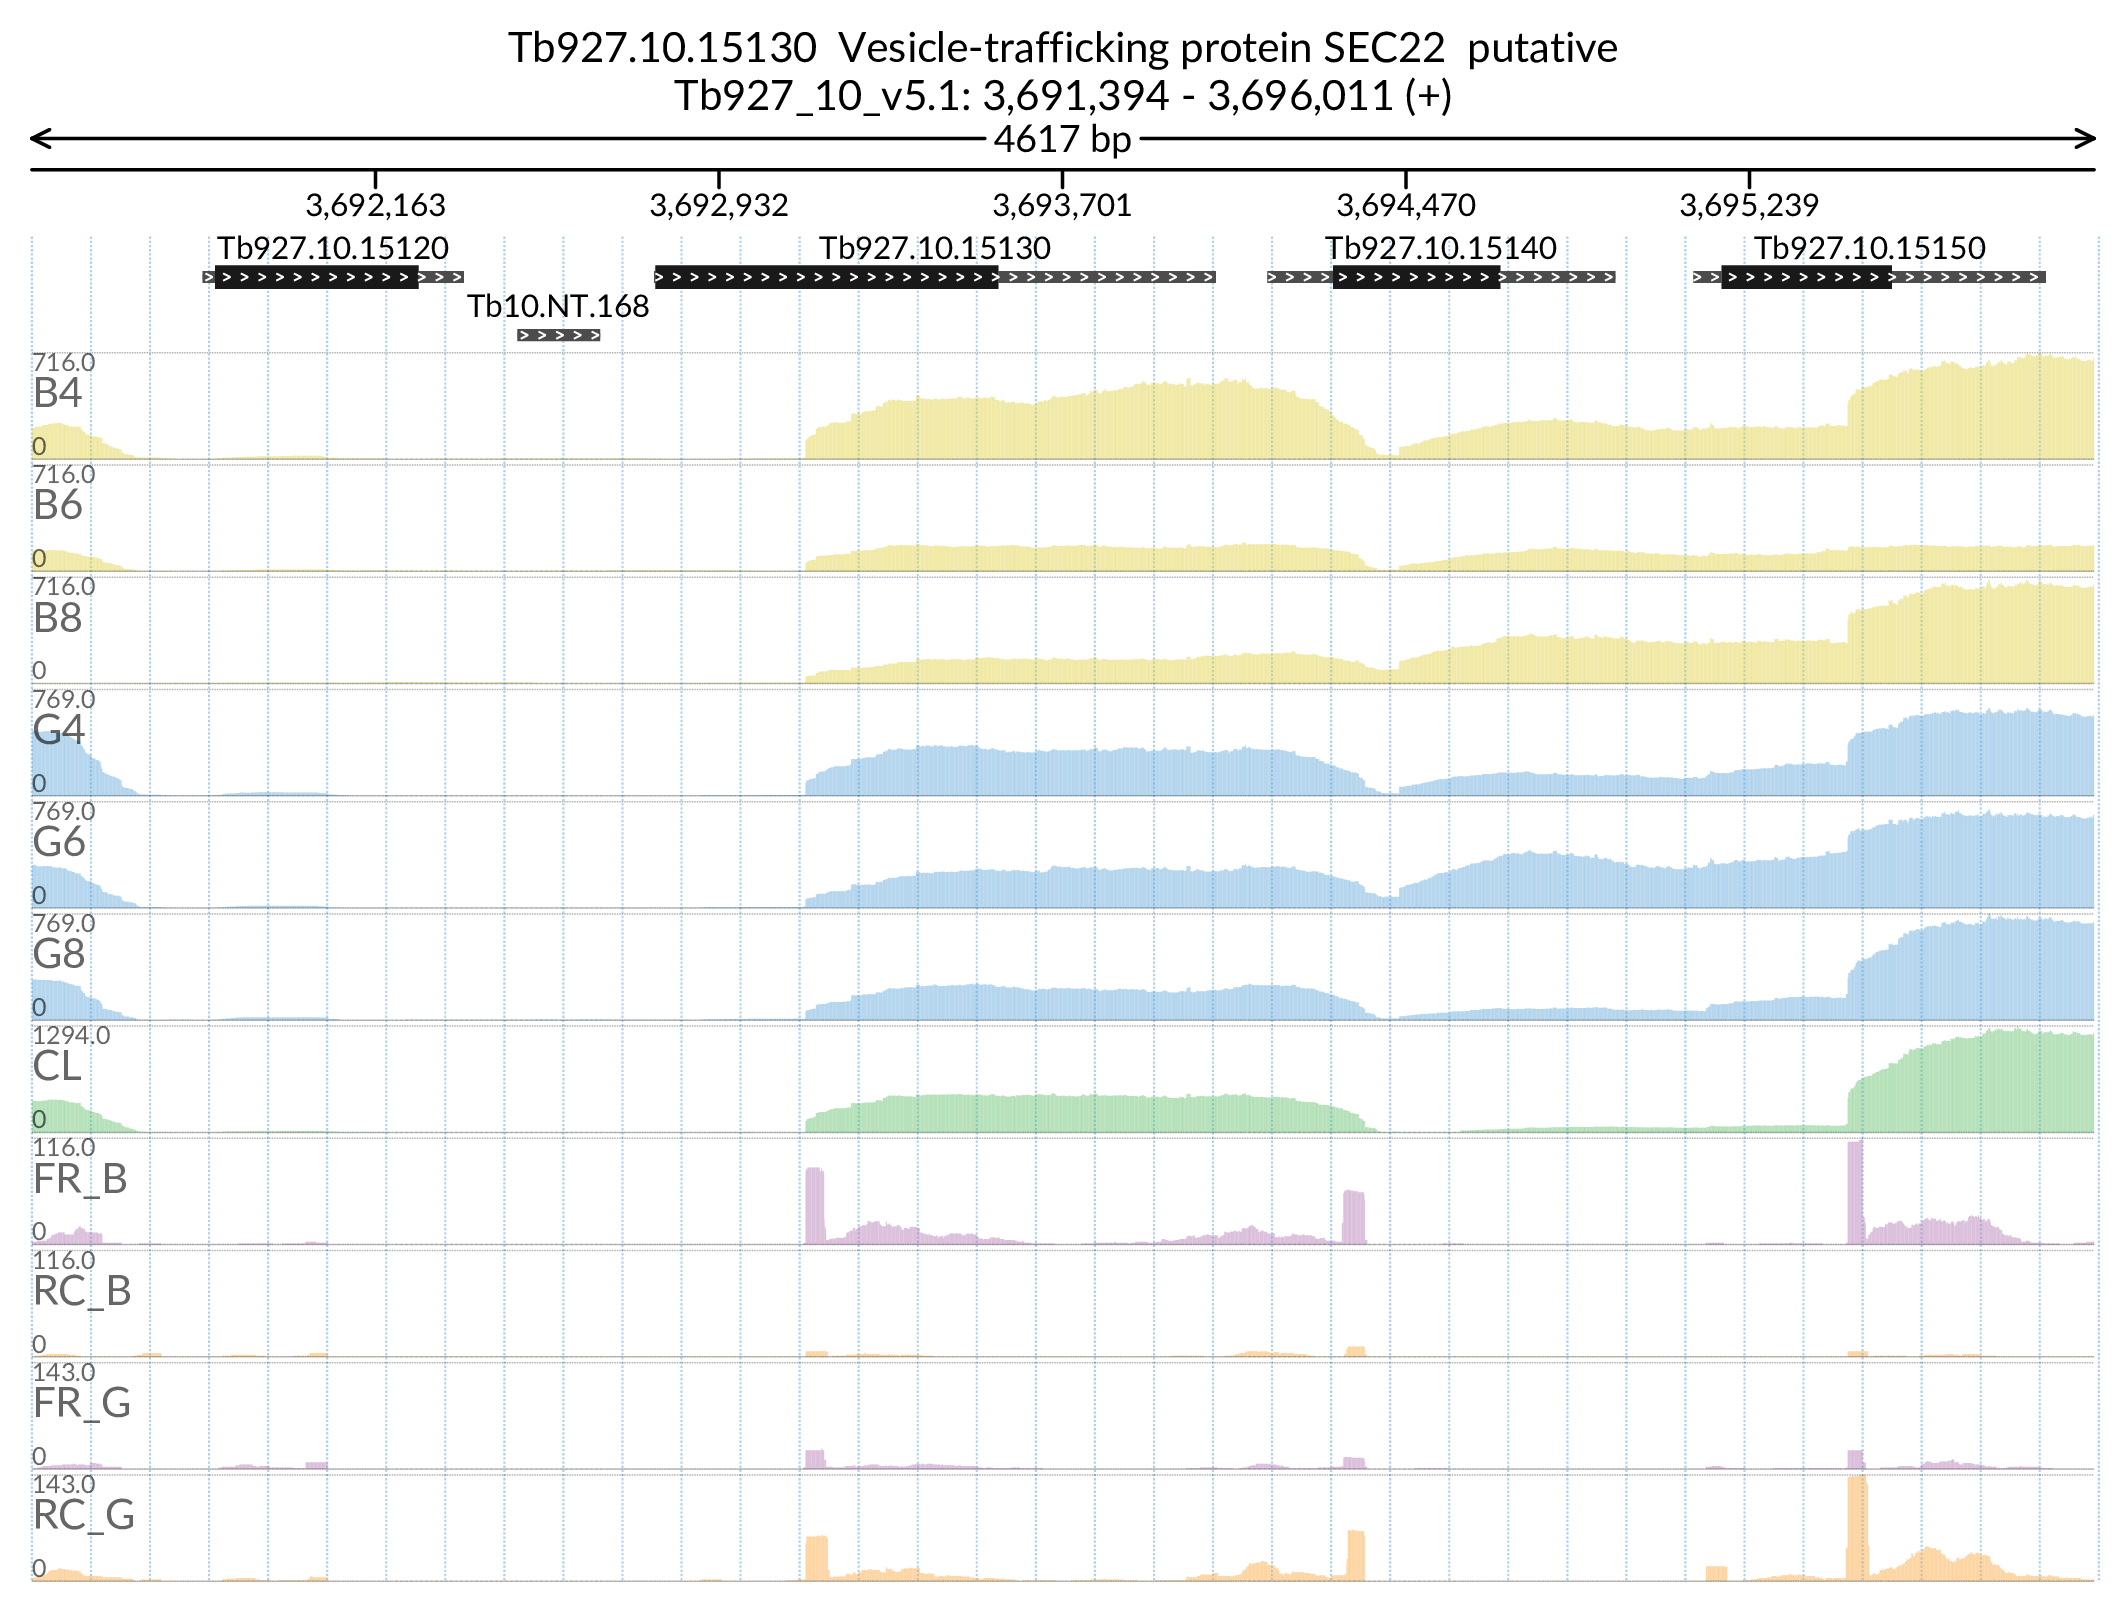 Tb927.10.15130  Vesicle-trafficking protein SEC22  putative
Tb927_10_v5.1: 3,691,394 - 3,696,011 (+)
4617 bp
3,692,163 3,692,932 3,693,701 3,694,470 3,695,239
Tb927.10.15120 Tb927.10.15130 Tb927.10.15140 Tb927.10.15150
Tb10.NT.168
716.0
B4
0
716.0
B6
0
716.0
B8
0
769.0
G4
0
769.0
G6
0
769.0
G8
0
1294.0
CL
0
116.0
FR_B
0
116.0
RC_B
0
143.0
FR_G
0
143.0
RC_G
0